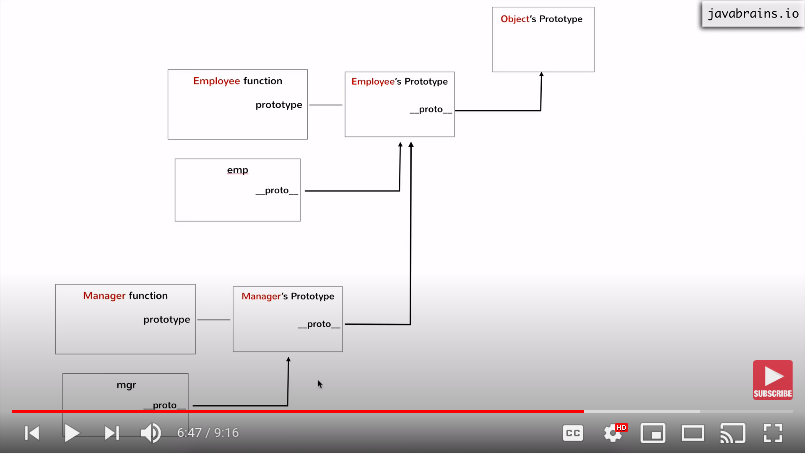 javabrains.io
Object's Prototype
Employee function
prototype
Employee's Prototype
__proto__
emp
__proto__
Manager function
prototype
Manager's Prototype
__proto__
mgr
__proto__
SUBSCRIBE
6:47 / 9:16
CC
HD